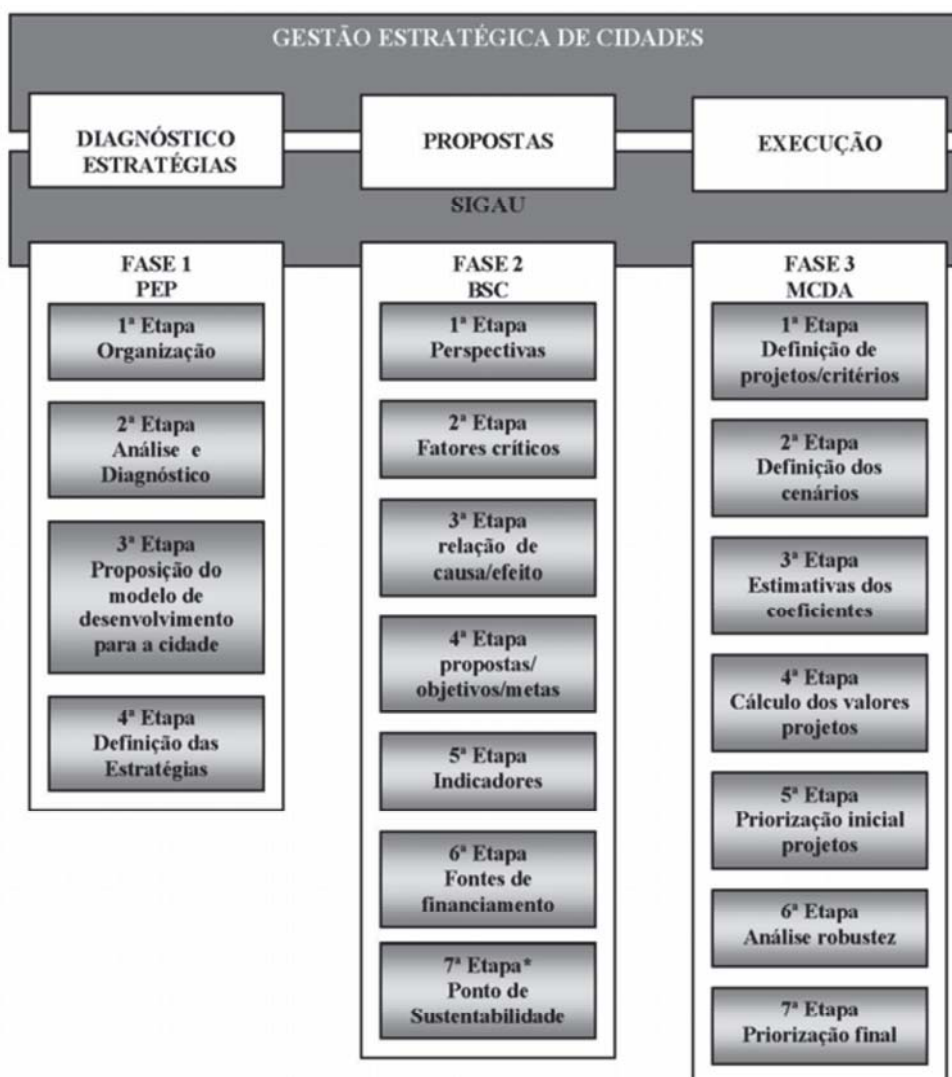 GESTÃO ESTRATÉGICA DE CIDADES
DIAGNÓSTICO
ESTRATÉGIAS
PROPOSTAS
EXECUÇÃO
SIGAU
FASE 1
PEP
1ª Etapa
Organização
2ª Etapa
Análise e
Diagnóstico
3ª Etapa
Proposição do
modelo de
desenvolvimento
para a cidade
4ª Etapa
Definição das
Estratégias
FASE 2
BSC
1ª Etapa
Perspectivas
2ª Etapa
Fatores críticos
3ª Etapa
relação de
causa/efeito
4ª Etapa
propostas/
objetivos/metas
5ª Etapa
Indicadores
6ª Etapa
Fontes de
financiamento
7ª Etapa*
Ponto de
Sustentabilidade
FASE 3
MCDA
1ª Etapa
Definição de
projetos/critérios
2ª Etapa
Definição dos
cenários
3ª Etapa
Estimativas dos
coeficientes
4ª Etapa
Cálculo dos valores
projetos
5ª Etapa
Priorização inicial
projetos
6ª Etapa
Análise robustez
7ª Etapa
Priorização final